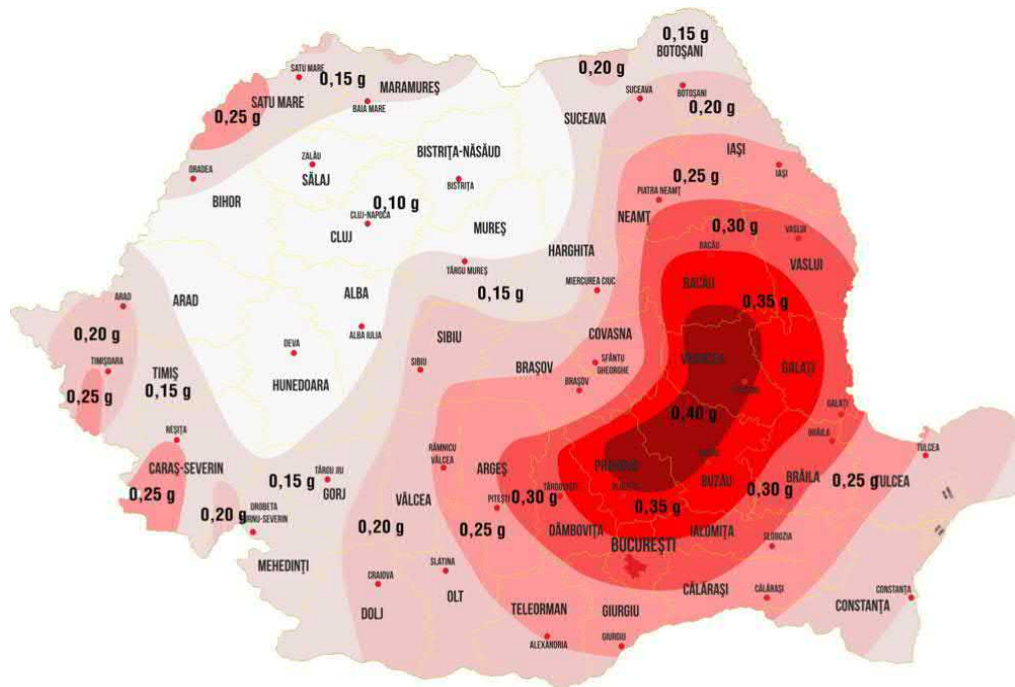 0,15 g
BOTOȘANI
0,20 g
SATU MARE
0,15 g
MARAMUREȘ
SATU MARE
BAIA MARE
0,25 g
SUCEAVA
BOTOȘANI
0,20 g
SUCEAVA
IAȘI
BISTRIȚA-NĂSĂUD
ZALĂU
SĂLAJ
ORADEA
BISTRIȚA
IAȘI
0,25 g
PIATRA NEAMȚ
BIHOR
0,10 g
CLUJ-NAPOCA
CLUJ
MUREȘ
NEAMȚ
0,30 g
VASLUI
HARGHITA
BACĂU
VASLUI
TÂRGU MUREȘ
BACĂU
MIERCUREA CIUC
0,15 g
ARAD
ARAD
ALBA
0,35 g
0,20 g
ALBA IULIA
SIBIU
COVASNA
DEVA
TIMIȘOARA
TIMIȘ
0,15 g
SIBIU
BRAȘOV
SFÂNTU
GHEORGHE
VRANCEA
GALAȚI
HUNEDOARA
BRAȘOV
0,25 g
0,40 g
GALAȚI
BRĂILA
REȘIȚA
RÂMNICU
VÂLCEA
TULCEA
CARAȘ-SEVERIN
TÂRGU JIU
ARGEȘ
PRAHOVA
0,15 g
GORJ
BUZĂU
BRĂILA
0,25 g
TULCEA
0,25 g
VÂLCEA
PITEȘTI
0,30 g
TÂRGOVIȘTE
0,30 g
0,20 g
DROBETA
TURNU-SEVERIN
0,35 g
0,20 g
0,25 g
DÂMBOVIȚA
IALOMIȚA
BUCUREȘTI
SLOBOZIA
MEHEDINȚI
SLATINA
CRAIOVA
OLT
CĂLĂRAȘI
CĂLĂRAȘI
CONSTANȚA
DOLJ
TELEORMAN
GIURGIU
CONSTANȚA
ALEXANDRIA
GIURGIU